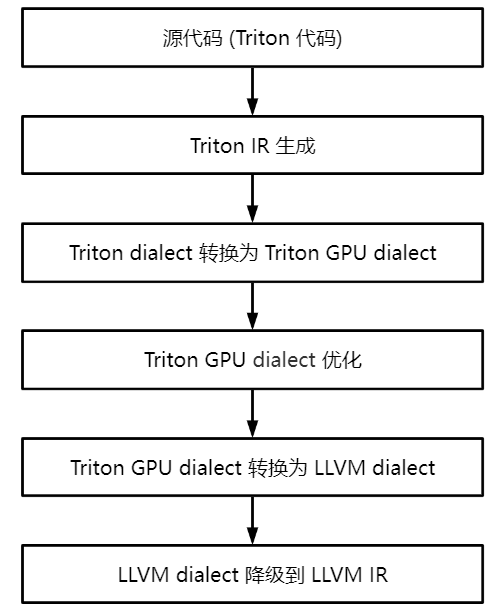 源代码 (Triton 代码)
Triton IR 生成
Triton dialect 转换为 Triton GPU dialect
Triton GPU dialect 优化
Triton GPU dialect 转换为 LLVM dialect
LLVM dialect 降级到 LLVM IR